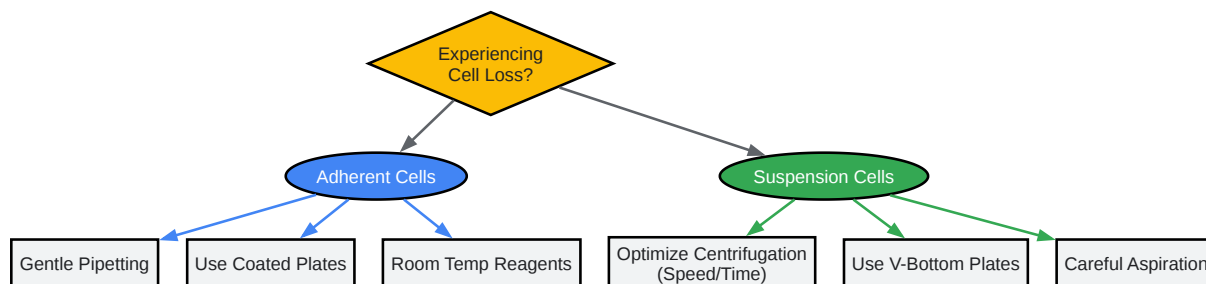 Experiencing
Cell Loss?
Adherent Cells
Suspension Cells
Gentle Pipetting
Use Coated Plates
Room Temp Reagents
Optimize Centrifugation
(Speed/Time)
Use V-Bottom Plates
Careful Aspiration